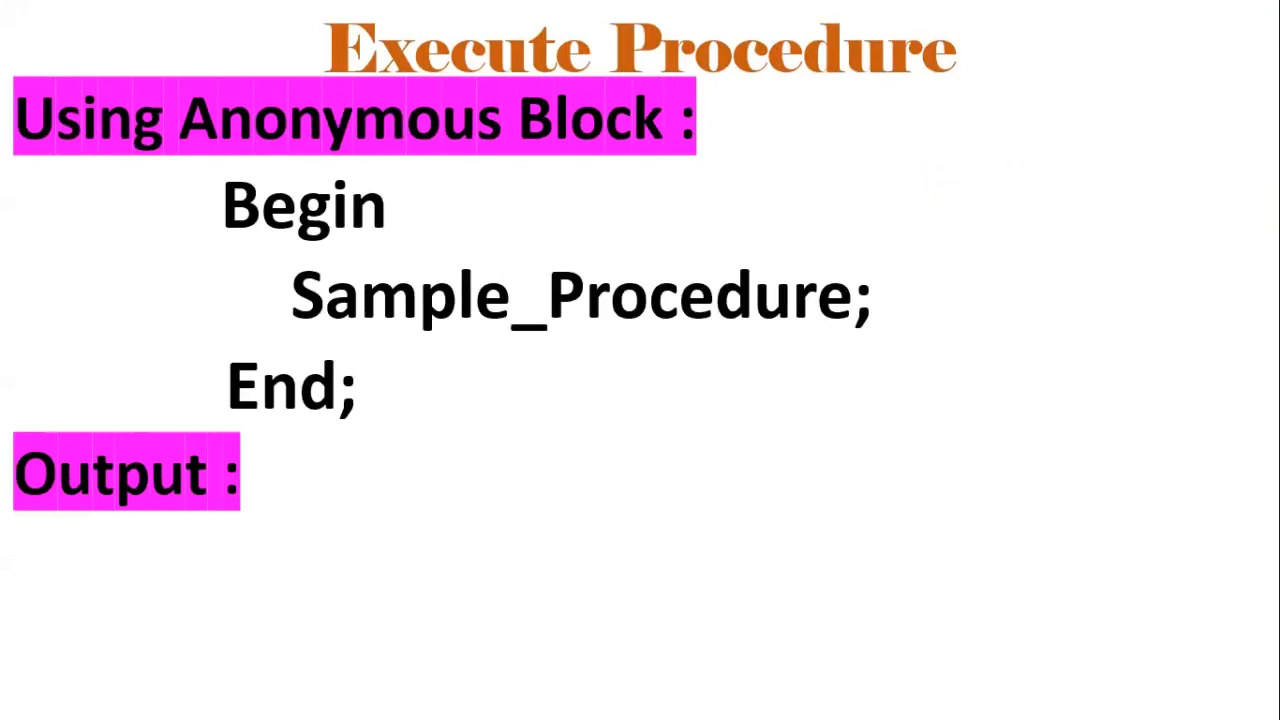 Execute Procedure
Using Anonymous Block :
Begin
Sample_Procedure;
End;
Output :